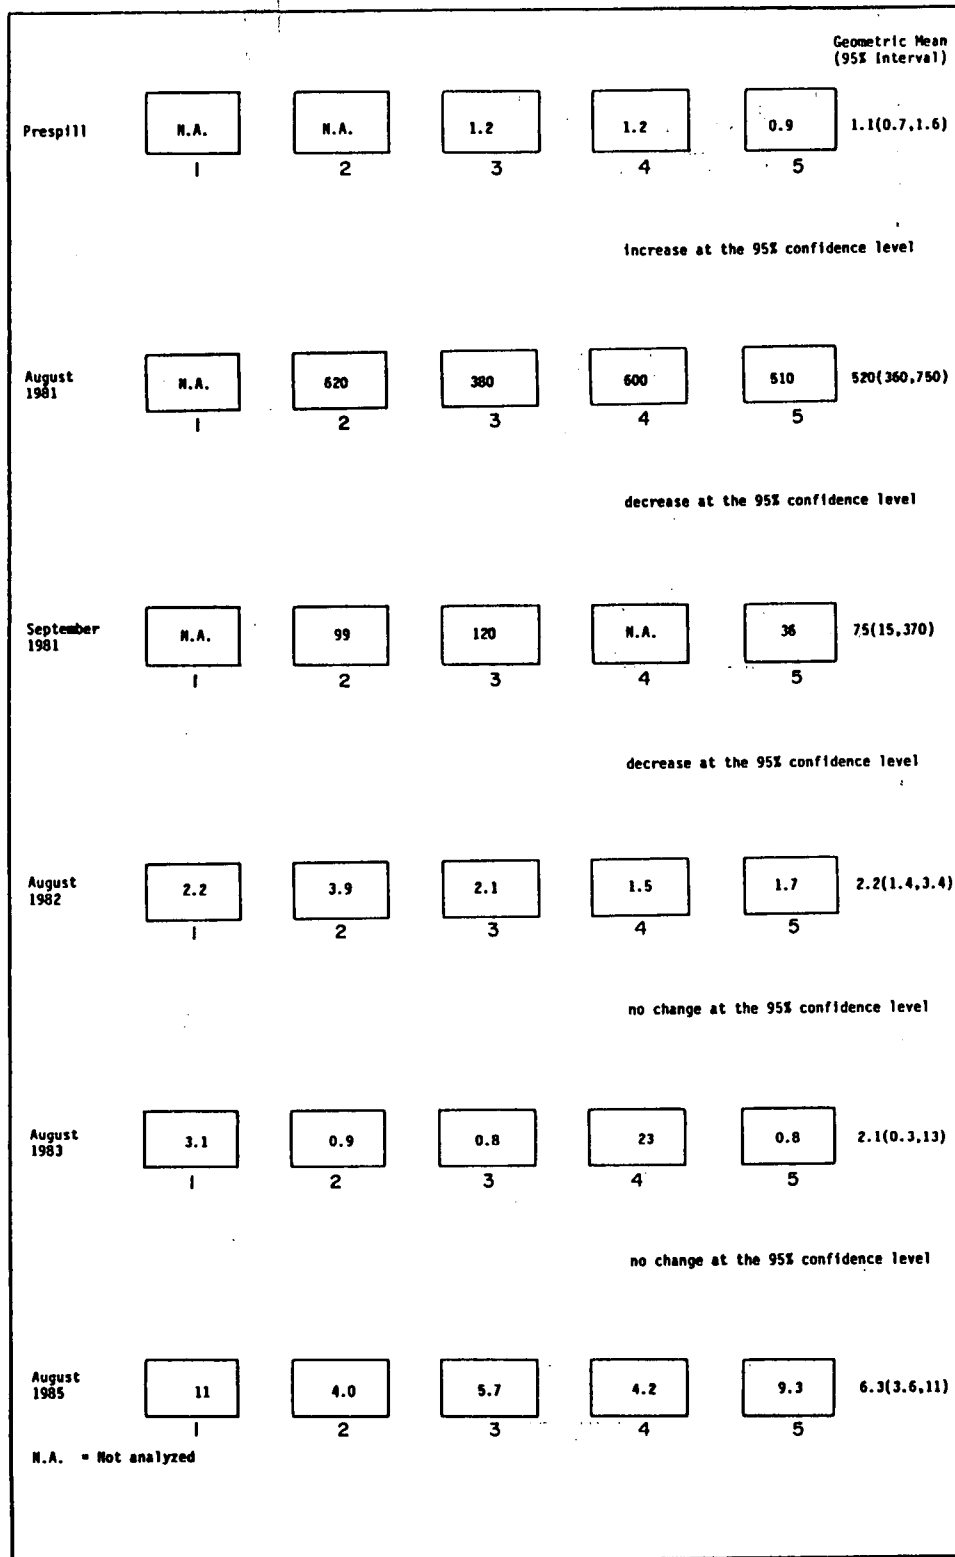 Geometric Mean
(95% Interval)
Prespill N.A. N.A. 1.2 1.2 0.9 1.1(0.7,1.6)
1 2 3 4 5
increase at the 95% confidence level
August
1981
N.A. 620 380 600 510 520(360,750)
1 2 3 4 5
decrease at the 95% confidence level
September
1981
N.A. 99 120 N.A. 36 75(15,370)
1 2 3 4 5
decrease at the 95% confidence level
August
1982
2.2 3.9 2.1 1.5 1.7 2.2(1.4,3.4)
1 2 3 4 5
no change at the 95% confidence level
August
1983
3.1 0.9 0.8 23 0.8 2.1(0.3,13)
1 2 3 4 5
no change at the 95% confidence level
August
1985
11 4.0 5.7 4.2 9.3 6.3(3.6,11)
1 2 3 4 5
N.A. = Not analyzed